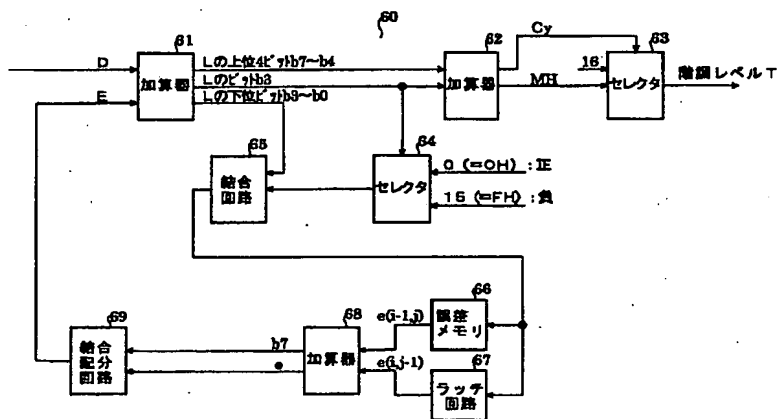 60
61
D
E
加算器
Lの上位4ビットb7~b4
Lのビットb3
Lの下位ビットb3~b0
62
加算器
Cy
MH
16
63
セレクタ
階調レベルT
65
結合
回路
64
セレクタ
0 (=0H) : 正
15 (=FH) : 負
66
誤差
メモリ
e(i-1,j)
67
ラッチ
回路
e(i,j-1)
68
加算器
b7
e
69
結合
配分
回路